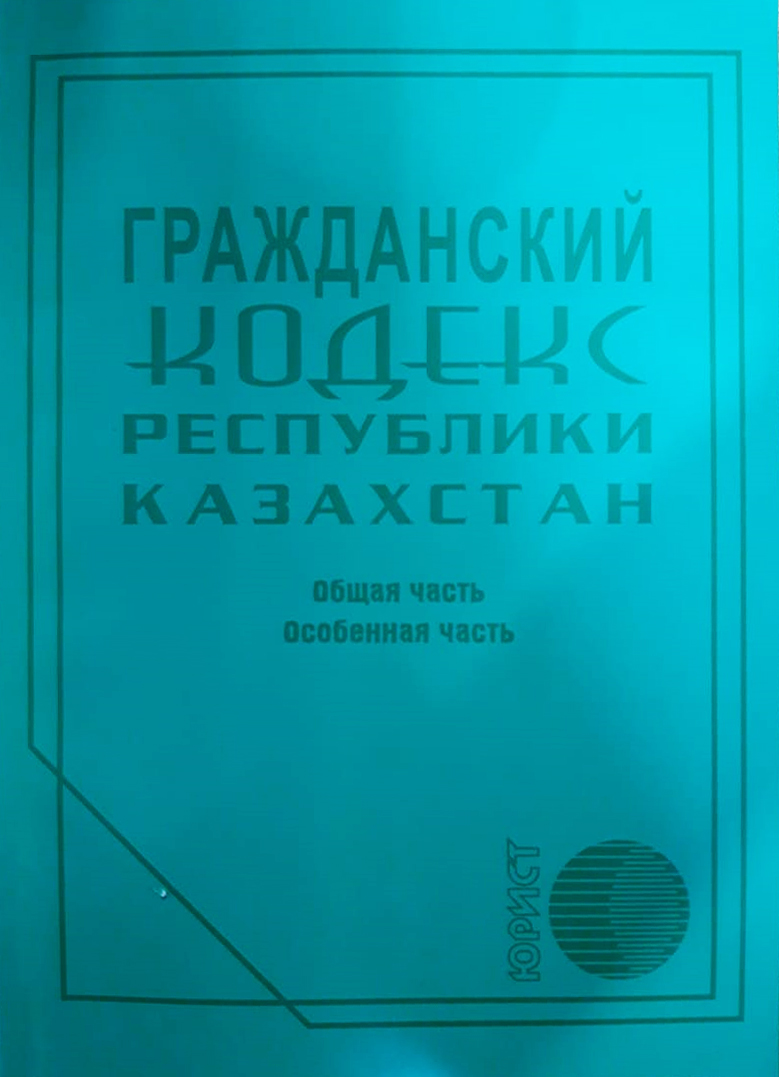 ГРАЖДАНСКИЙ
КОДЕКС
РЕСПУБЛИКИ
КАЗАХСТАН
Общая часть
Особенная часть
ЮРИСТ